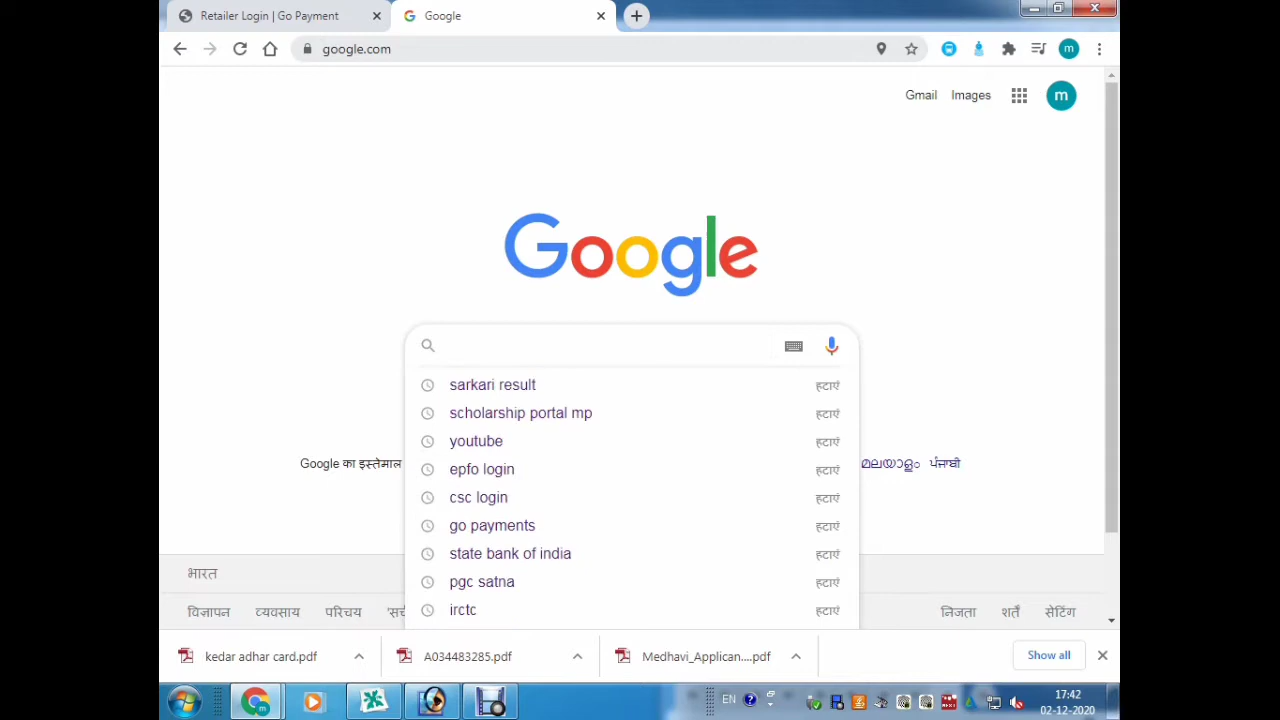 Retailer Login | Go Payment
Google
google.com
m
Gmail Images
m
Google
sarkari result हटाएं
scholarship portal mp हटाएं
youtube हटाएं
epfo login हटाएं
Google का इस्तेमाल
മലയാളം ਪੰਜਾਬੀ
csc login हटाएं
go payments हटाएं
state bank of india हटाएं
भारत
pgc satna हटाएं
irctc
विज्ञापन व्यवसाय परिचय
निजता शर्तें सेटिंग
kedar adhar card.pdf
A034483285.pdf
Medhavi_Applican....pdf
Show all
EN
17:42
02-12-2020